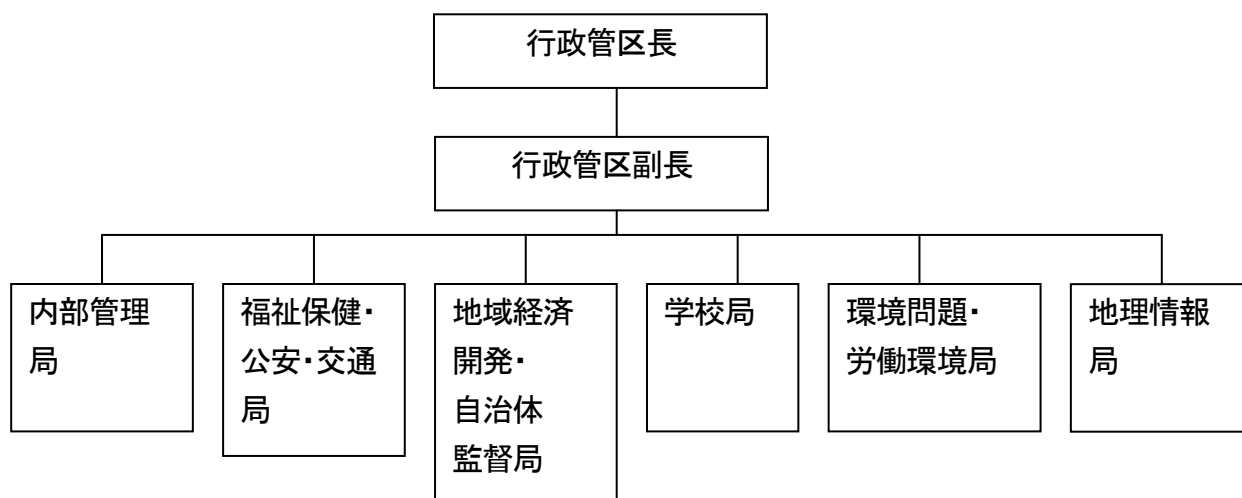 行政管区長
行政管区副長
内部管理
局
福祉保健・
公安・交通
局
地域経済
開発・
自治体
監督局
学校局
環境問題・
労働環境局
地理情報
局